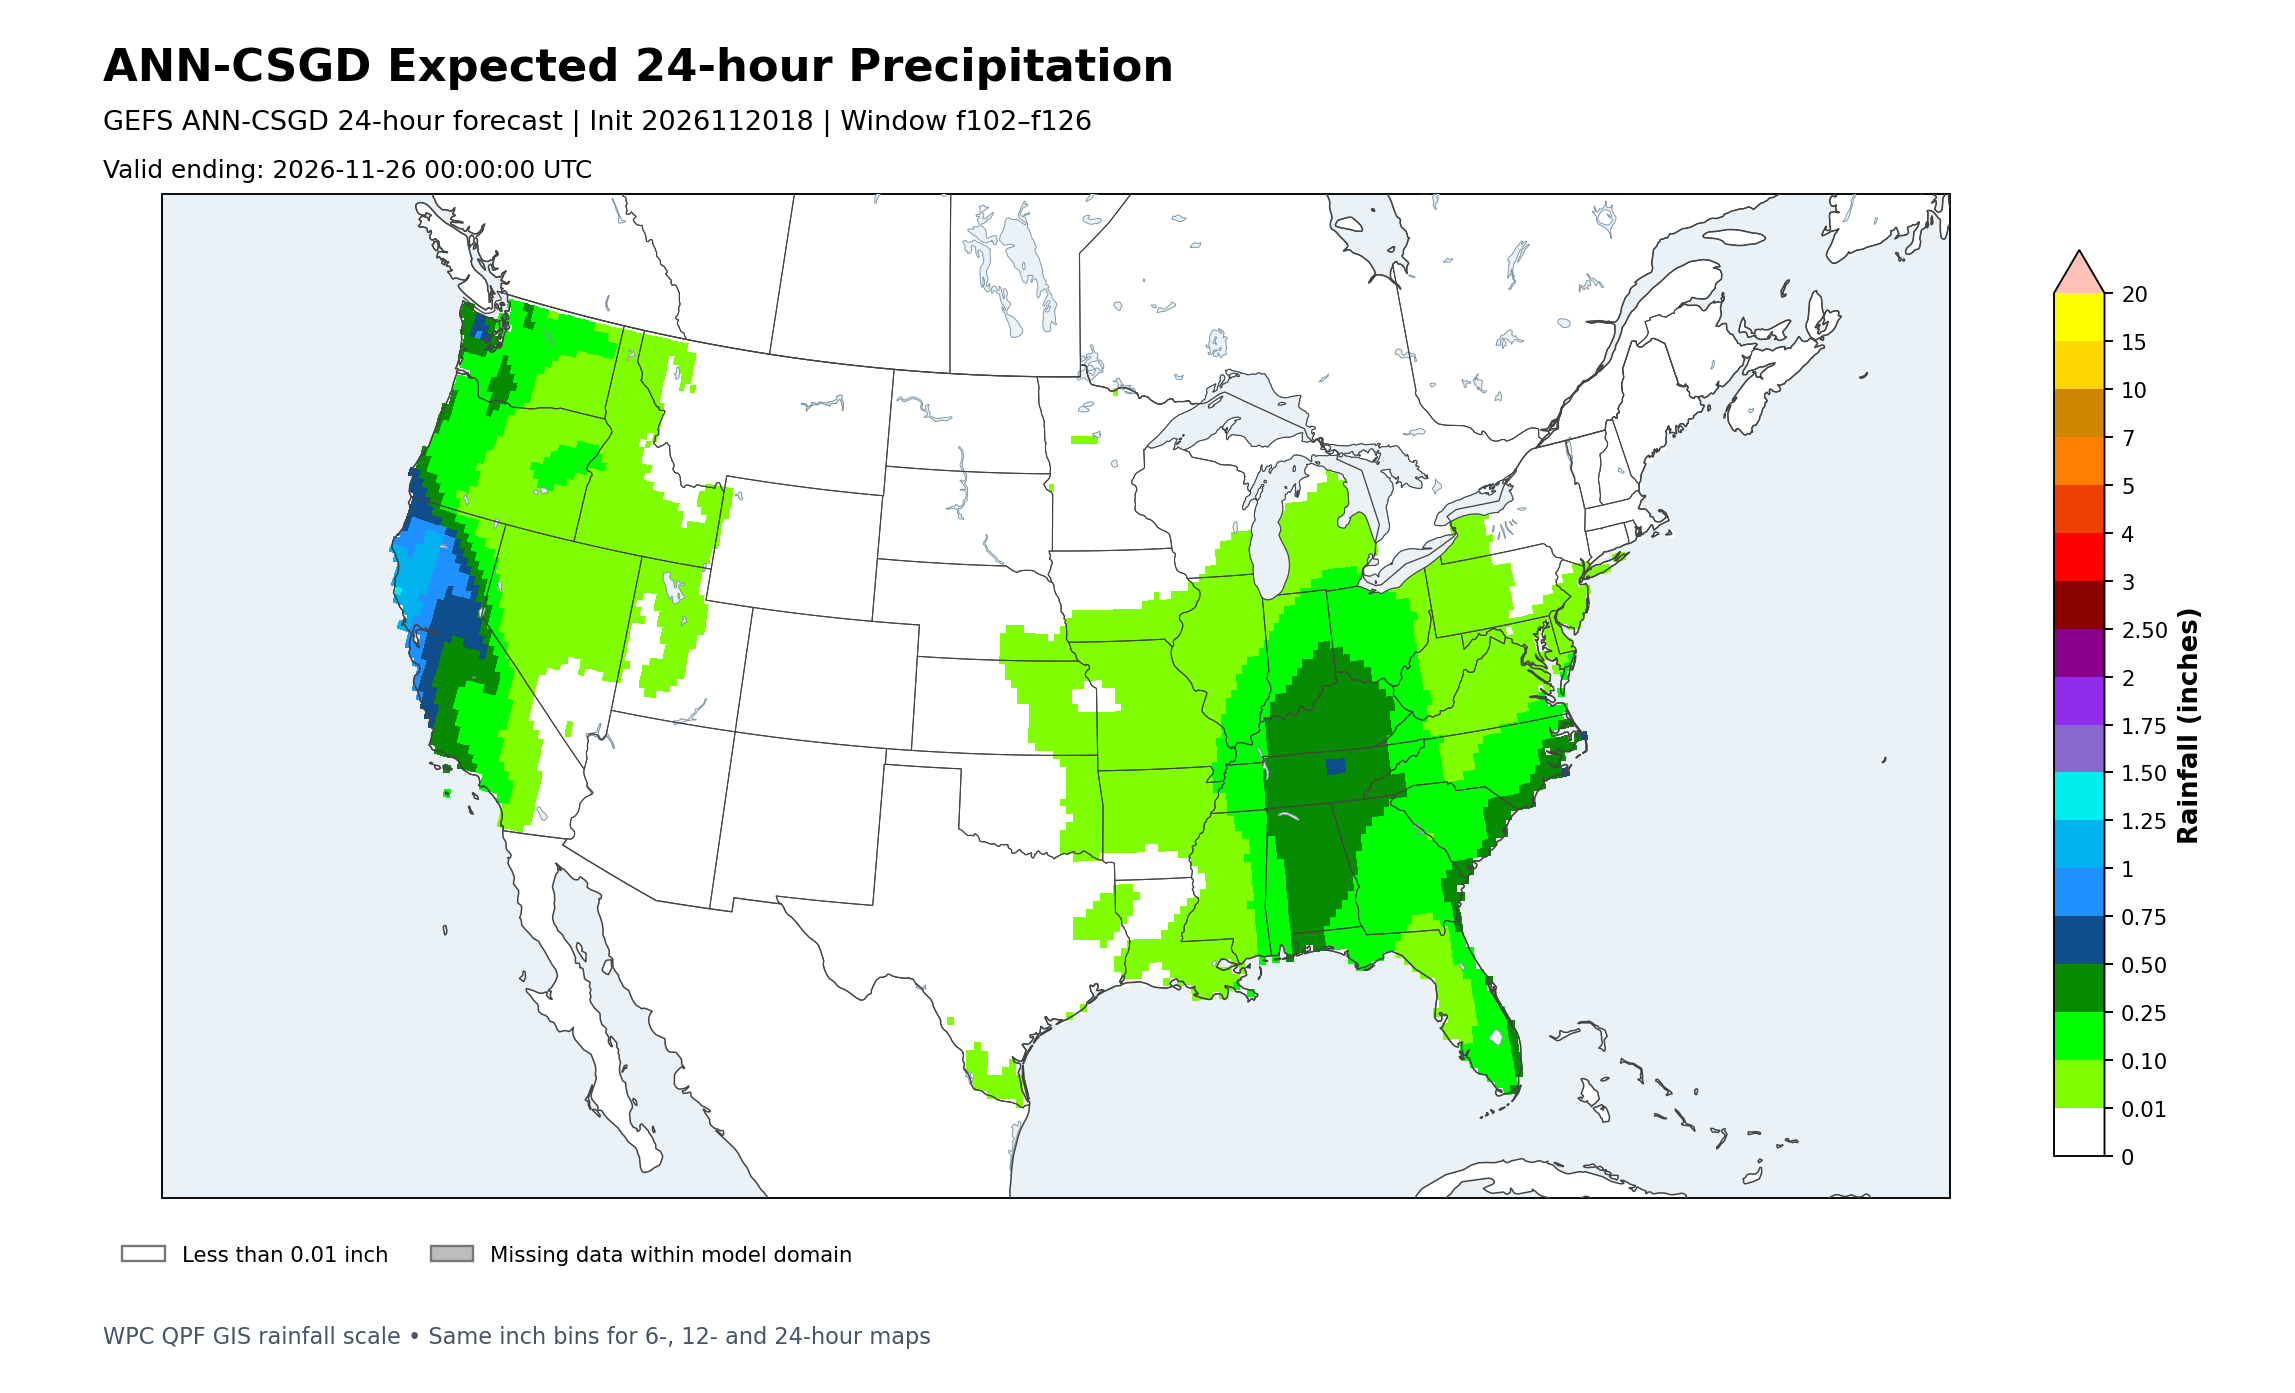 ANN-CSGD Expected 24-hour Precipitation
GEFS ANN-CSGD 24-hour forecast | Init 2026112018 | Window f102–f126
Valid ending: 2026-11-26 00:00:00 UTC
20
15
10
7
5
4
3
2.50
2
1.75
1.50
1.25
1
0.75
0.50
0.25
0.10
0.01
0
Rainfall (inches)
Less than 0.01 inch
Missing data within model domain
WPC QPF GIS rainfall scale • Same inch bins for 6-, 12- and 24-hour maps